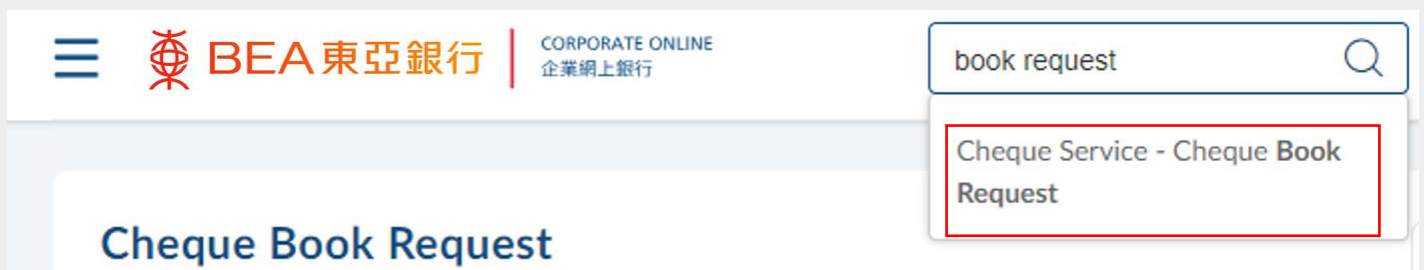 BEA東亞銀行
CORPORATE ONLINE
企業網上銀行
book request
Cheque Service - Cheque Book
Request
Cheque Book Request